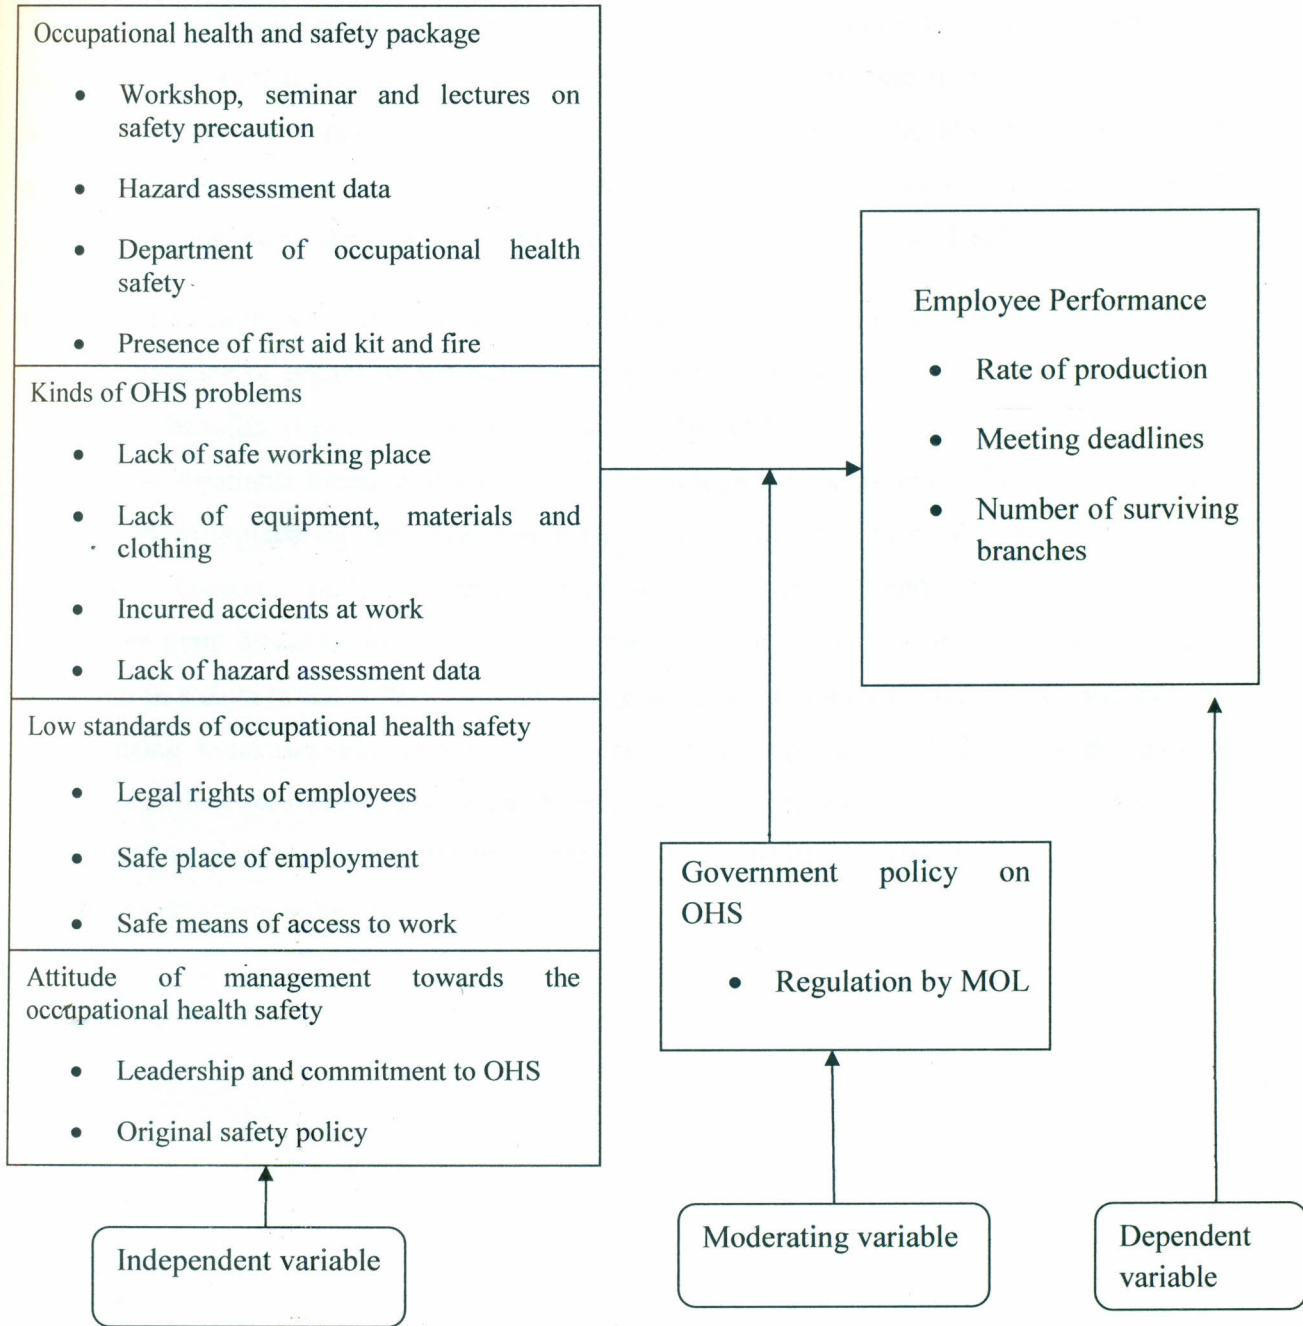 Occupational health and safety package
• Workshop, seminar and lectures on
safety precaution
• Hazard assessment data
• Department of occupational health
safety
• Presence of first aid kit and fire
Kinds of OHS problems
• Lack of safe working place
• Lack of equipment, materials and
clothing
• Incurred accidents at work
• Lack of hazard assessment data
Low standards of occupational health safety
• Legal rights of employees
• Safe place of employment
• Safe means of access to work
Attitude of management towards the
occupational health safety
• Leadership and commitment to OHS
• Original safety policy
Independent variable
Employee Performance
• Rate of production
• Meeting deadlines
• Number of surviving
branches
Government policy on
OHS
• Regulation by MOL
Moderating variable
Dependent
variable